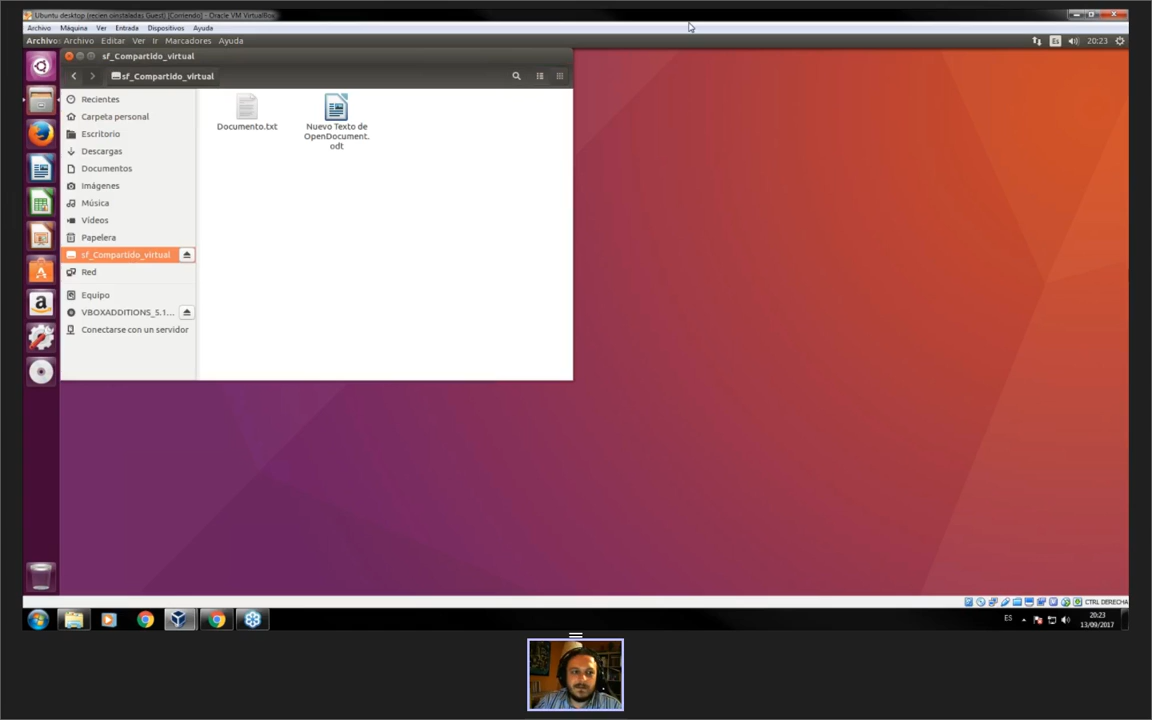 Ubuntu desktop (recien instaladas Guest) [Corriendo] - Oracle VM VirtualBox
Archivo Máquina Ver Entrada Dispositivos Ayuda
Archivo Archivo Editar Ver Ir Marcadores Ayuda
Es 20:23
sf_Compartido_virtual
sf_Compartido_virtual
Recientes
Carpeta personal
Escritorio
Descargas
Documentos
Imágenes
Música
Vídeos
Papelera
sf_Compartido_virtual
Red
Equipo
VBOXADDITIONS_5.1...
Conectarse con un servidor
Documento.txt
Nuevo Texto de
OpenDocument.
odt
CTRL DERECHA
ES
20:23
13/09/2017